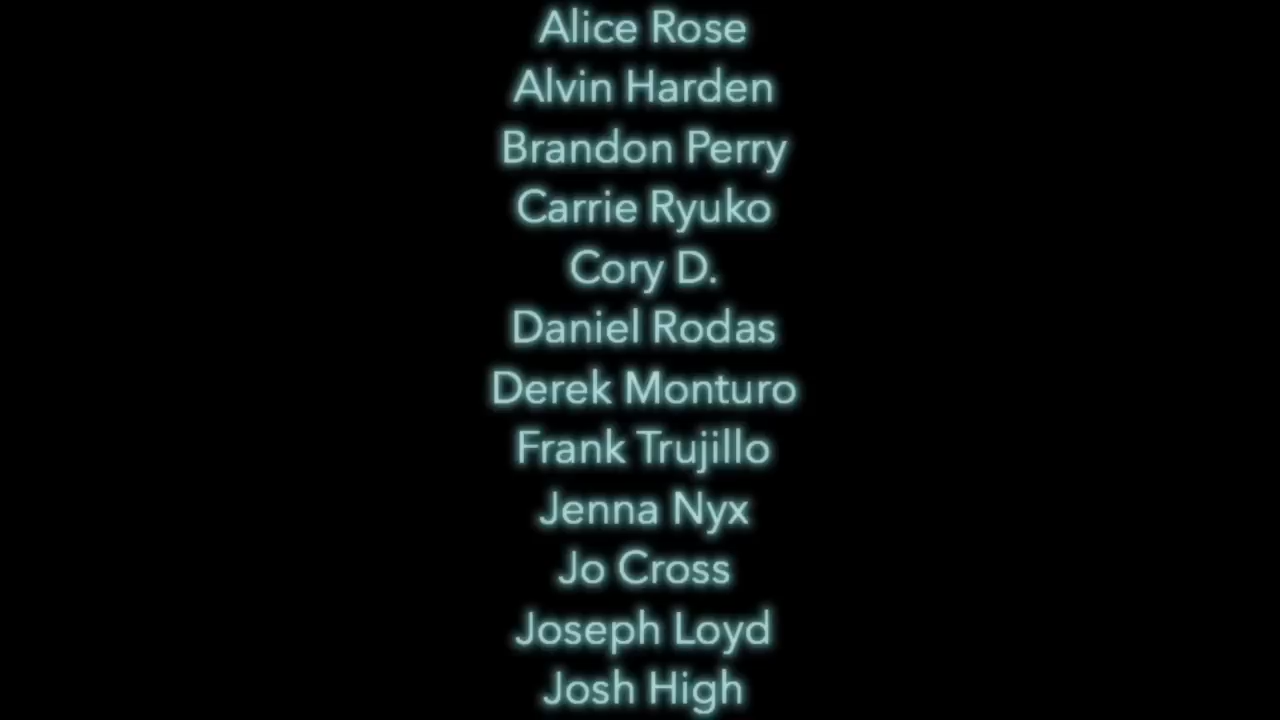 Alice Rose
Alvin Harden
Brandon Perry
Carrie Ryuko
Cory D.
Daniel Rodas
Derek Monturo
Frank Trujillo
Jenna Nyx
Jo Cross
Joseph Loyd
Josh High